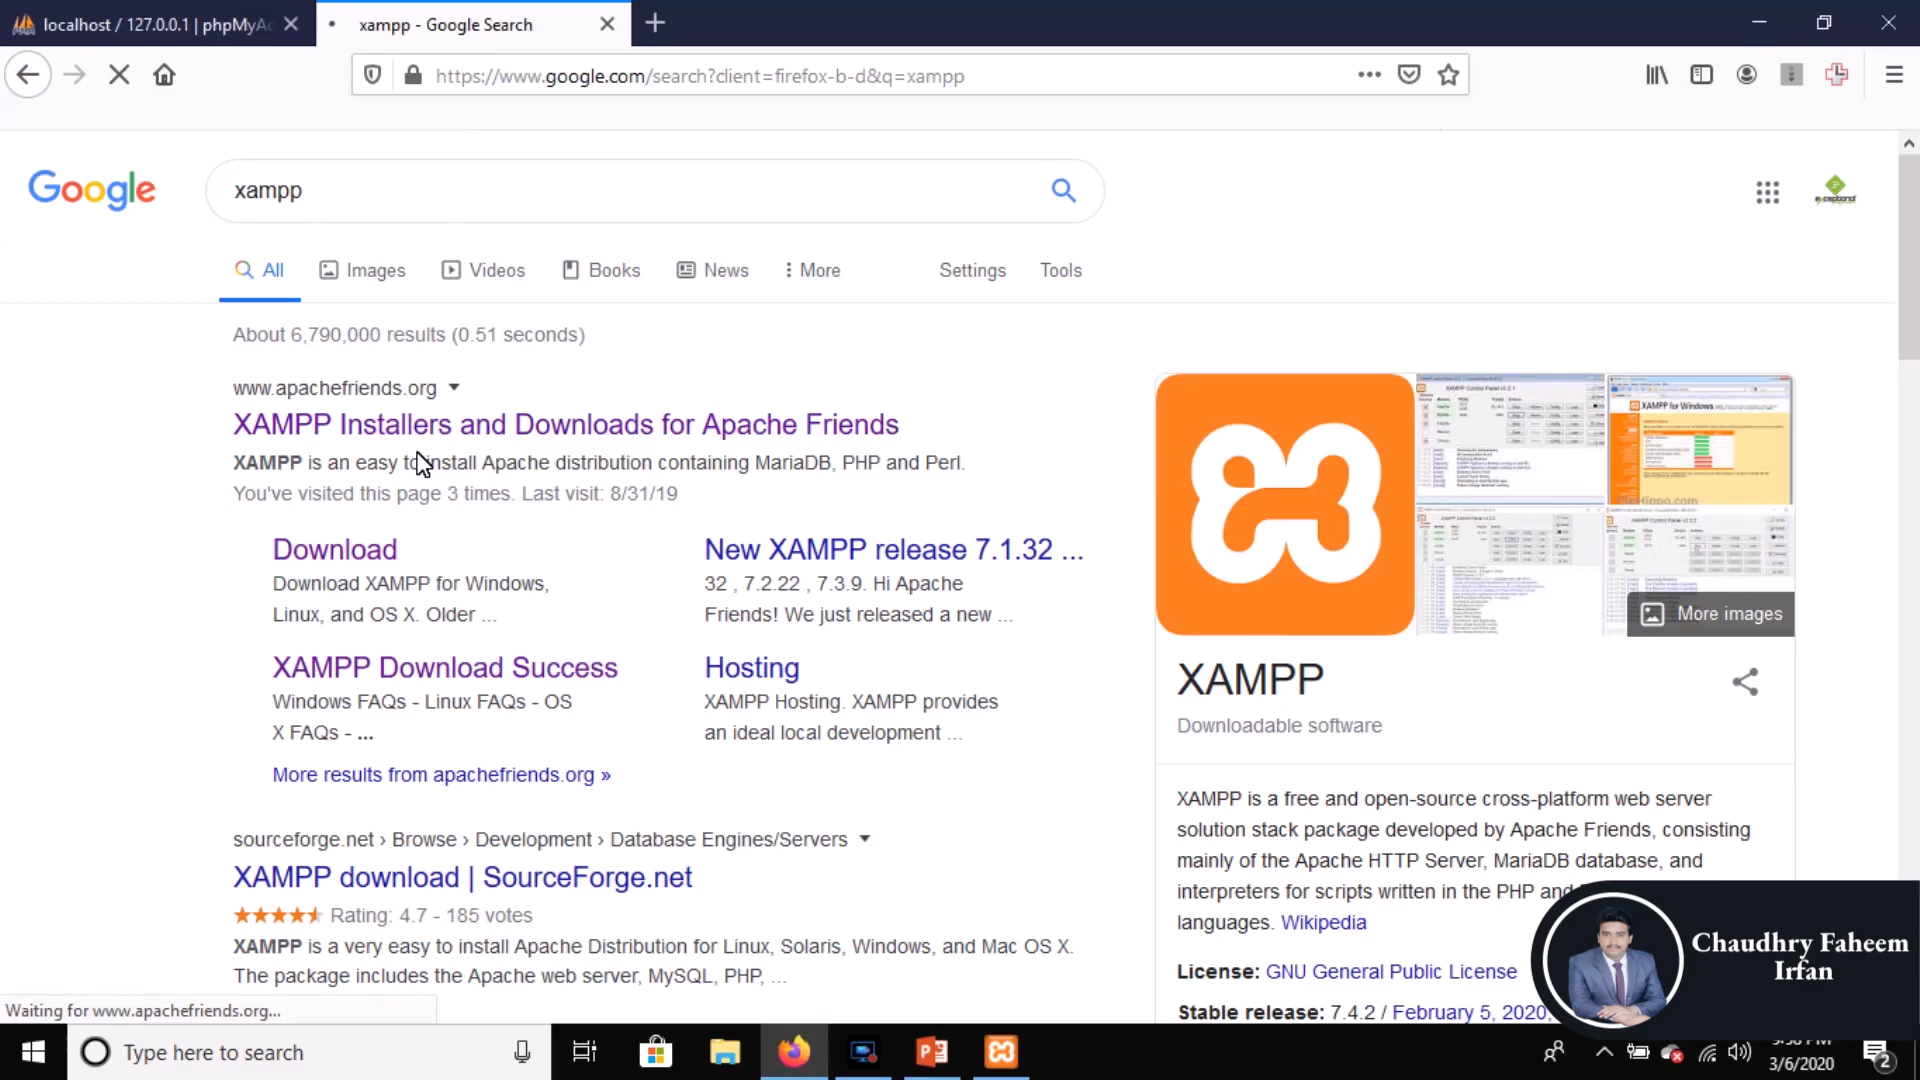 localhost / 127.0.0.1 | phpMyAd
xampp - Google Search
https://www.google.com/search?client=firefox-b-d&q=xampp
Google
xampp
All
Images
Videos
Books
News
More
Settings
Tools
About 6,790,000 results (0.51 seconds)
www.apachefriends.org
XAMPP Installers and Downloads for Apache Friends
XAMPP is an easy to install Apache distribution containing MariaDB, PHP and Perl.
You've visited this page 3 times. Last visit: 8/31/19
Download
Download XAMPP for Windows,
Linux, and OS X. Older ...
New XAMPP release 7.1.32 ...
32 , 7.2.22 , 7.3.9. Hi Apache
Friends! We just released a new ...
XAMPP Download Success
Windows FAQs - Linux FAQs - OS
X FAQs - ...
Hosting
XAMPP Hosting. XAMPP provides
an ideal local development ...
More results from apachefriends.org »
sourceforge.net › Browse › Development › Database Engines/Servers
XAMPP download | SourceForge.net
Rating: 4.7 - 185 votes
XAMPP is a very easy to install Apache Distribution for Linux, Solaris, Windows, and Mac OS X.
The package includes the Apache web server, MySQL, PHP, ...
XAMPP for Windows
More images
XAMPP
Downloadable software
XAMPP is a free and open-source cross-platform web server
solution stack package developed by Apache Friends, consisting
mainly of the Apache HTTP Server, MariaDB database, and
interpreters for scripts written in the PHP and
languages. Wikipedia
License: GNU General Public License
Stable release: 7.4.2 / February 5, 2020,
Chaudhry Faheem
Irfan
Waiting for www.apachefriends.org...
Type here to search
3/6/2020
2